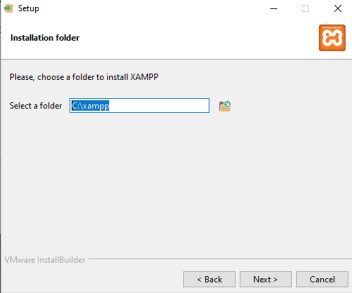 Setup
Installation folder
Please, choose a folder to install XAMPP
Select a folder C:\xampp
VMware InstallBuilder
< Back Next > Cancel